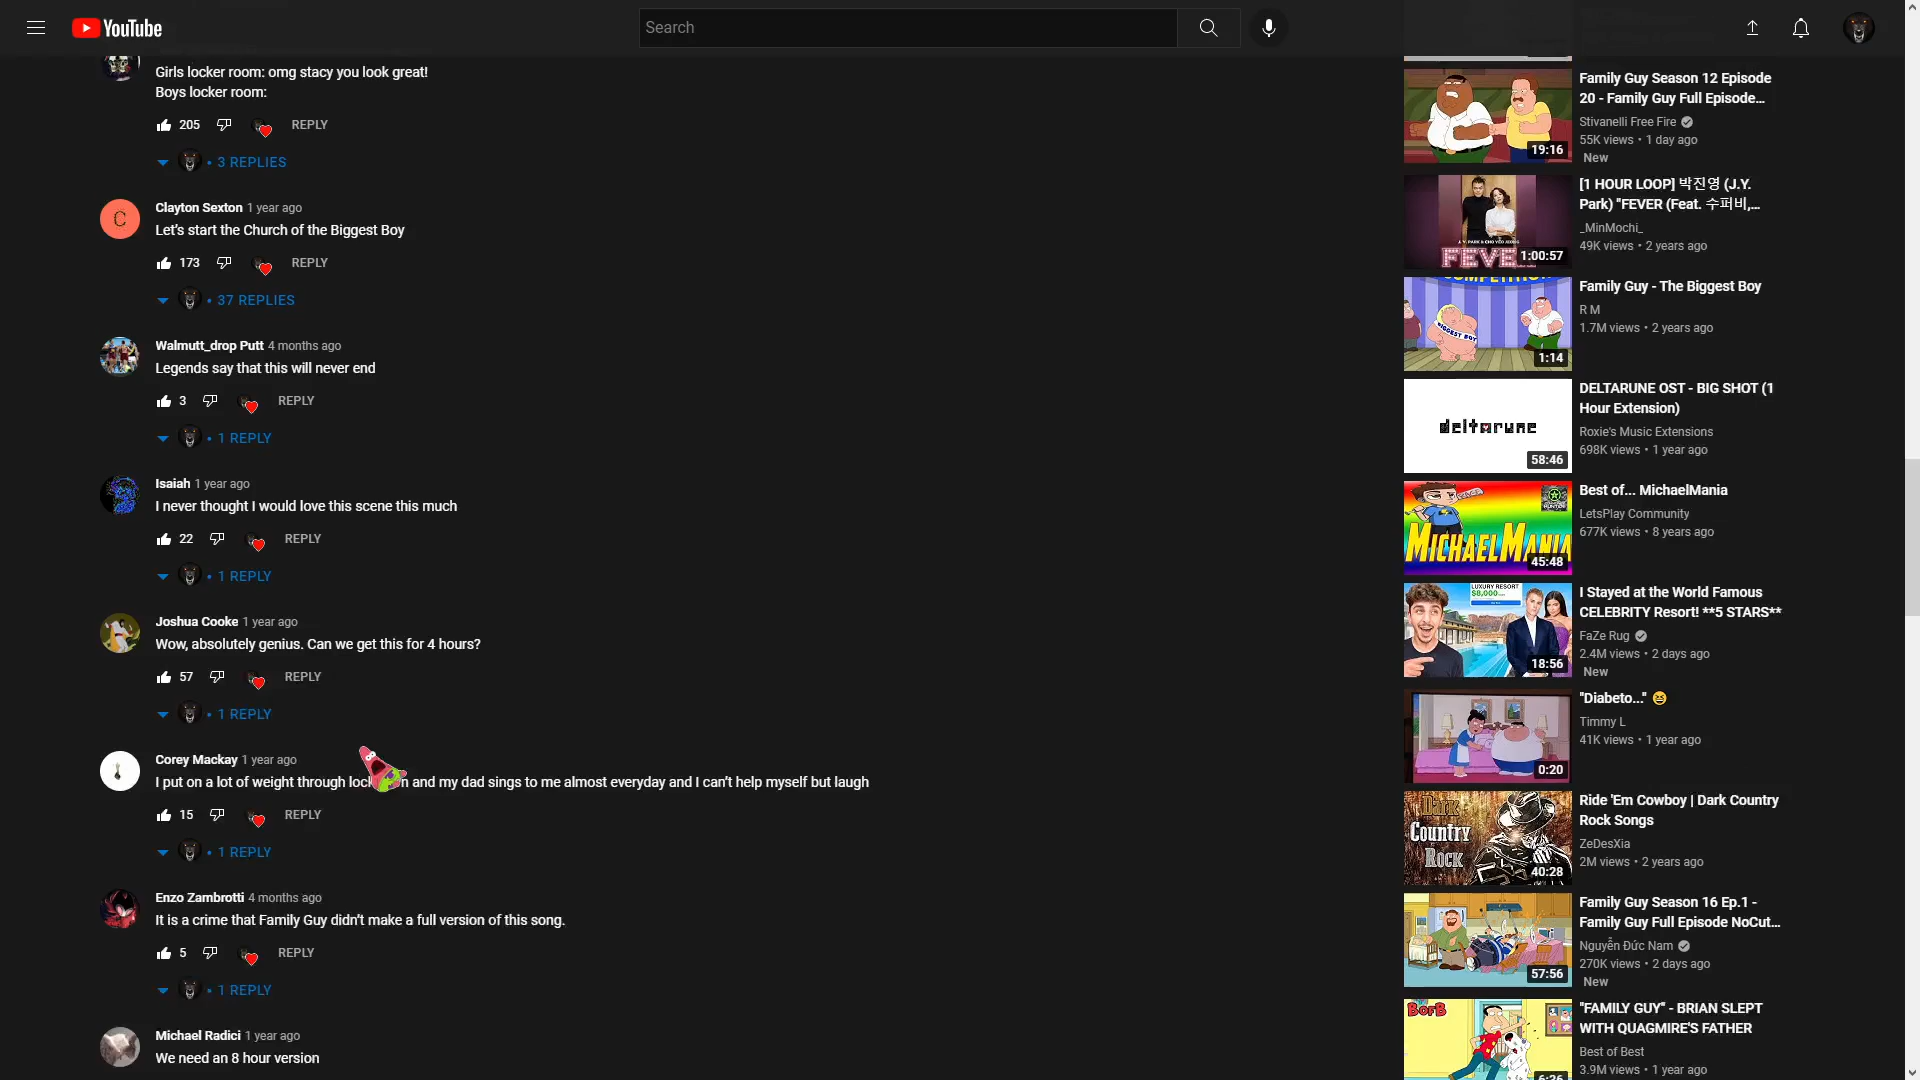 YouTube
Search
Girls locker room: omg stacy you look great!
Boys locker room:
205
REPLY
• 3 REPLIES
C
Clayton Sexton 1 year ago
Let's start the Church of the Biggest Boy
173
REPLY
• 37 REPLIES
Walmutt_drop Putt 4 months ago
Legends say that this will never end
3
REPLY
• 1 REPLY
Isaiah 1 year ago
I never thought I would love this scene this much
22
REPLY
• 1 REPLY
Joshua Cooke 1 year ago
Wow, absolutely genius. Can we get this for 4 hours?
57
REPLY
• 1 REPLY
Corey Mackay 1 year ago
I put on a lot of weight through and my dad sings to me almost everyday and I can't help myself but laugh
15
REPLY
• 1 REPLY
Enzo Zambrotti 4 months ago
It is a crime that Family Guy didn't make a full version of this song.
5
REPLY
• 1 REPLY
Michael Radici 1 year ago
We need an 8 hour version
19:16
Family Guy Season 12 Episode
20 - Family Guy Full Episode...
Stivanelli Free Fire
55K views • 1 day ago
New
1:00:57
[1 HOUR LOOP] 박진영 (J.Y.
Park) "FEVER (Feat. 수퍼비,...
_MinMochi_
49K views • 2 years ago
BIGGEST BOY
1:14
Family Guy - The Biggest Boy
R M
1.7M views • 2 years ago
deltarune
58:46
DELTARUNE OST - BIG SHOT (1
Hour Extension)
Roxie's Music Extensions
698K views • 1 year ago
RAGE
MICHAELMANIA
45:48
Best of... MichaelMania
LetsPlay Community
677K views • 8 years ago
LUXURY RESORT
$8,000
18:56
I Stayed at the World Famous
CELEBRITY Resort! **5 STARS**
FaZe Rug
2.4M views • 2 days ago
New
0:20
"Diabeto..." 😆
Timmy L
41K views • 1 year ago
Dark
Country
Rock
40:28
Ride 'Em Cowboy | Dark Country
Rock Songs
ZeDesXia
2M views • 2 years ago
57:56
Family Guy Season 16 Ep.1 -
Family Guy Full Episode NoCut...
Nguyễn Đức Nam
270K views • 2 days ago
New
BOFB
"FAMILY GUY" - BRIAN SLEPT
WITH QUAGMIRE'S FATHER
Best of Best
3.9M views • 1 year ago